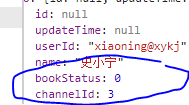 id: null
updateTime: null
userId: "xiaoning@xykj"
name: "史小宁"
bookStatus: 0
channelId: 3